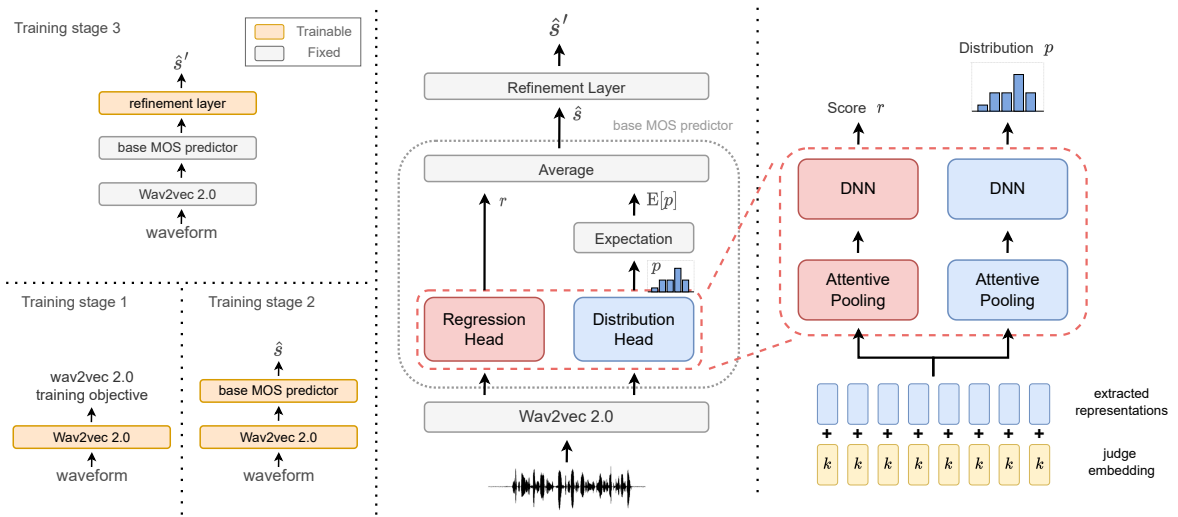 Training stage 3
Trainable
Fixed
ŝ′
refinement layer
base MOS predictor
Wav2vec 2.0
waveform
Training stage 1
wav2vec 2.0
training objective
Wav2vec 2.0
waveform
Training stage 2
ŝ
base MOS predictor
Wav2vec 2.0
waveform
ŝ′
Refinement Layer
ŝ
base MOS predictor
Average
r
E[p]
Expectation
p
Regression
Head
Distribution
Head
Wav2vec 2.0
Distribution p
Score r
DNN
DNN
Attentive
Pooling
Attentive
Pooling
extracted
representations
+ + + + + + + +
k k k k k k k k
judge
embedding